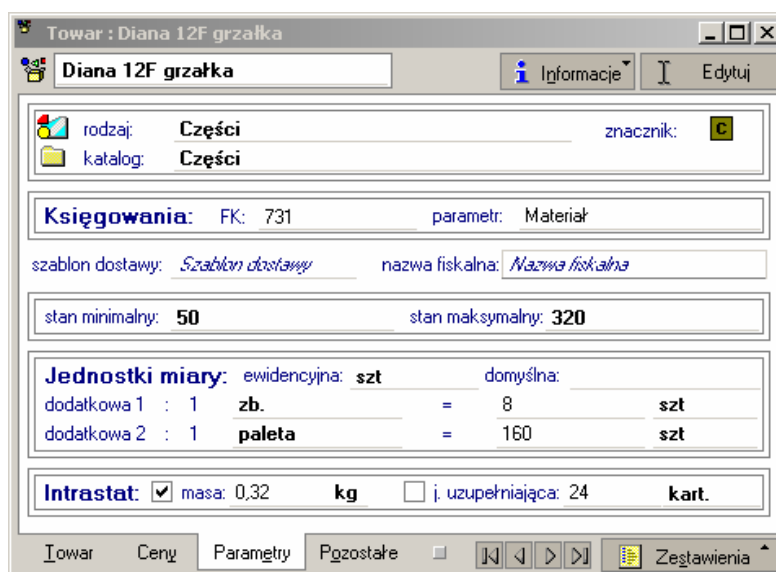 Towar : Diana 12F grzałka
Diana 12F grzałka Informacje Edytuj
rodzaj: Części znacznik: C
katalog: Części
Księgowania: FK: 731 parametr: Materiał
szablon dostawy: Szablon dostawy nazwa fiskalna: Nazwa fiskalna
stan minimalny: 50 stan maksymalny: 320
Jednostki miary: ewidencyjna: szt domyślna:
dodatkowa 1 : 1 zb. = 8 szt
dodatkowa 2 : 1 paleta = 160 szt
Intrastat: masa: 0,32 kg j. uzupełniająca: 24 kart.
Towar Ceny Parametry Pozostałe Zestawienia